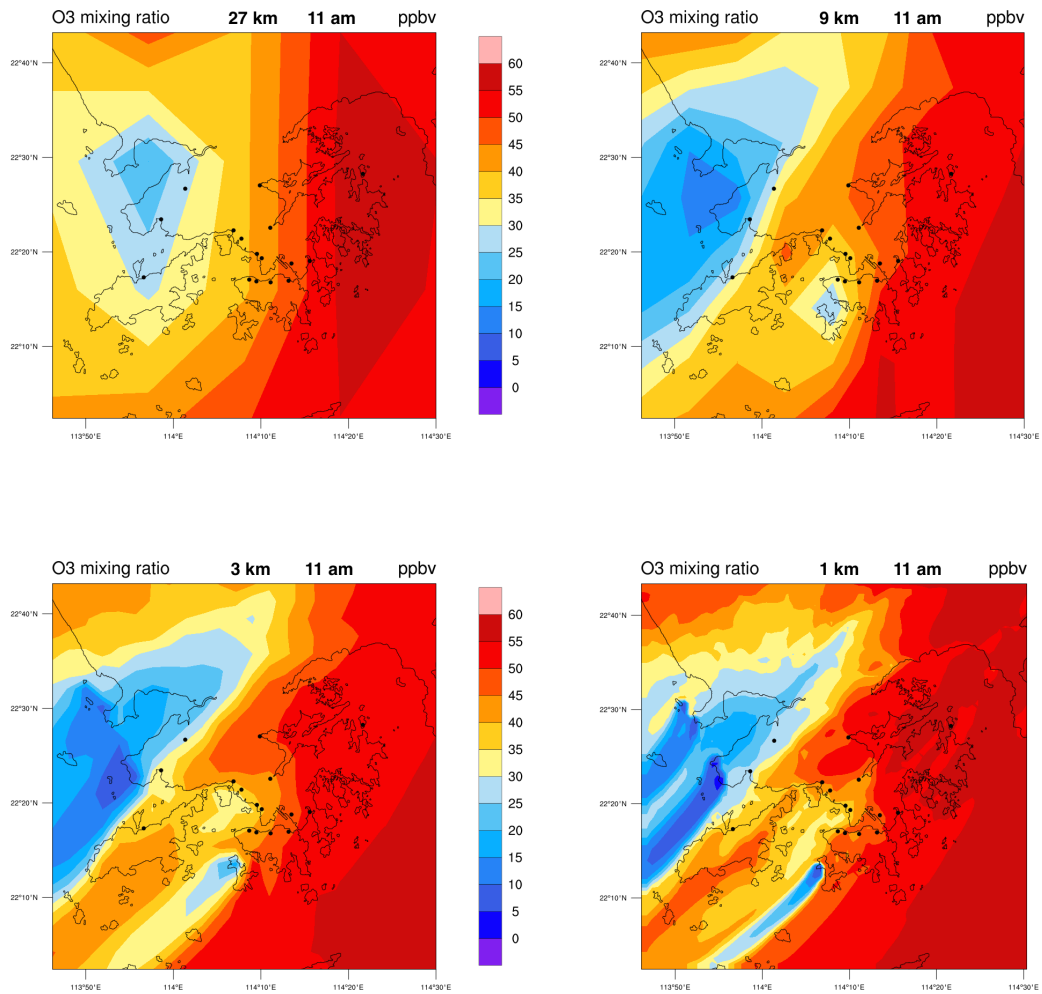 O3 mixing ratio 27 km 11 am ppbv
O3 mixing ratio 9 km 11 am ppbv
22°40'N
22°30'N
22°20'N
22°10'N
113°50'E 114°E 114°10'E 114°20'E 114°30'E
60
55
50
45
40
35
30
25
20
15
10
5
0
22°40'N
22°30'N
22°20'N
22°10'N
113°50'E 114°E 114°10'E 114°20'E 114°30'E
O3 mixing ratio 3 km 11 am ppbv
O3 mixing ratio 1 km 11 am ppbv
22°40'N
22°30'N
22°20'N
22°10'N
113°50'E 114°E 114°10'E 114°20'E 114°30'E
60
55
50
45
40
35
30
25
20
15
10
5
0
22°40'N
22°30'N
22°20'N
22°10'N
113°50'E 114°E 114°10'E 114°20'E 114°30'E